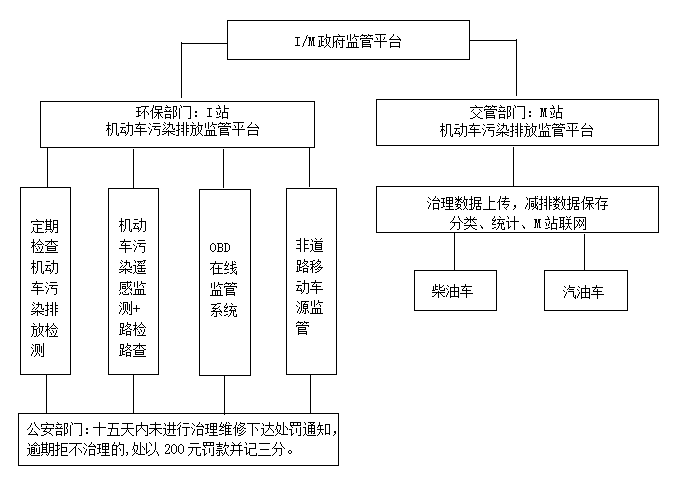 I/M政府监管平台
环保部门：I站
机动车污染排放监管平台
交管部门：M站
机动车污染排放监管平台
定期
检查
机动
车污
染排
放检
测
机动
车污
染遥
感监
测+
路检
路查
OBD
在线
监管
系统
非道
路移
动车
源监
管
治理数据上传，减排数据保存
分类、统计、M站联网
柴油车
汽油车
公安部门：十五天内未进行治理维修下达处罚通知，
逾期拒不治理的,处以200元罚款并记三分。